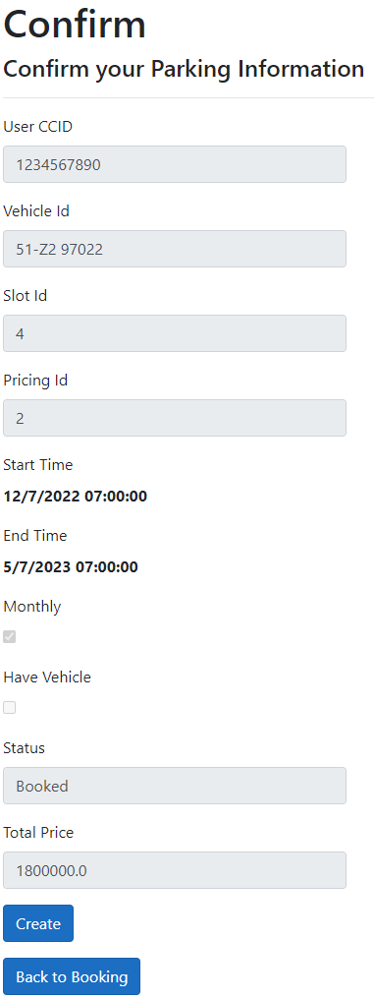 Confirm
Confirm your Parking Information
User CCID
1234567890
Vehicle Id
51-Z2 97022
Slot Id
4
Pricing Id
2
Start Time
12/7/2022 07:00:00
End Time
5/7/2023 07:00:00
Monthly
Have Vehicle
Status
Booked
Total Price
1800000.0
Create
Back to Booking